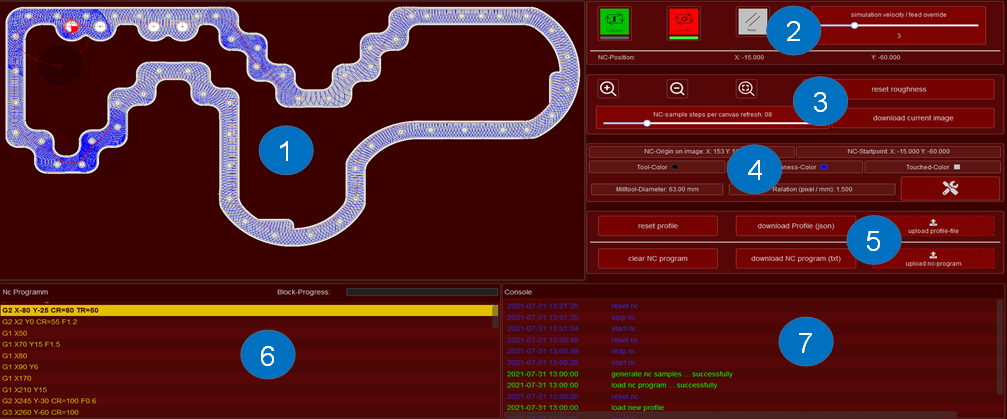 1
2
simulation velocity / feed override
3
NC-Position:
X: -15.000
Y: -60.000
3
reset roughness
NC-sample steps per canvas refresh: 08
download current image
4
NC-Origin on image: X: 153 Y:
NC-Startpoint: X: -15.000 Y: -60.000
Tool-Color
ness-Color
Touched-Color
Milltool-Diameter: 63.00 mm
Relation (pixel / mm): 1.500
5
reset profile
download Profile (json)
upload profile-file
clear NC program
download NC program (txt)
upload nc-program
Nc Programm
Block-Progress:
G2 X-80 Y-25 CR=80 TR=50
G2 X2 Y0 CR=55 F1.2
G1 X50
G1 X70 Y15 F1.5
G1 X80
G1 X90 Y6
G1 X170
G1 X210 Y15
G2 X245 Y-30 CR=100 F0.6
G3 X260 Y-60 CR=100
6
Console
2021-07-31 13:01:25 reset nc
2021-07-31 13:01:25 stop nc
2021-07-31 13:01:04 start nc
2021-07-31 13:00:49 reset nc
2021-07-31 13:00:49 stop nc
2021-07-31 13:00:29 start nc
2021-07-31 13:00:00 generate nc samples ... successfully
2021-07-31 13:00:00 load nc program ... successfully
2021-07-31 13:00:00 reset nc
2021-07-31 13:00:00 load new profile
7